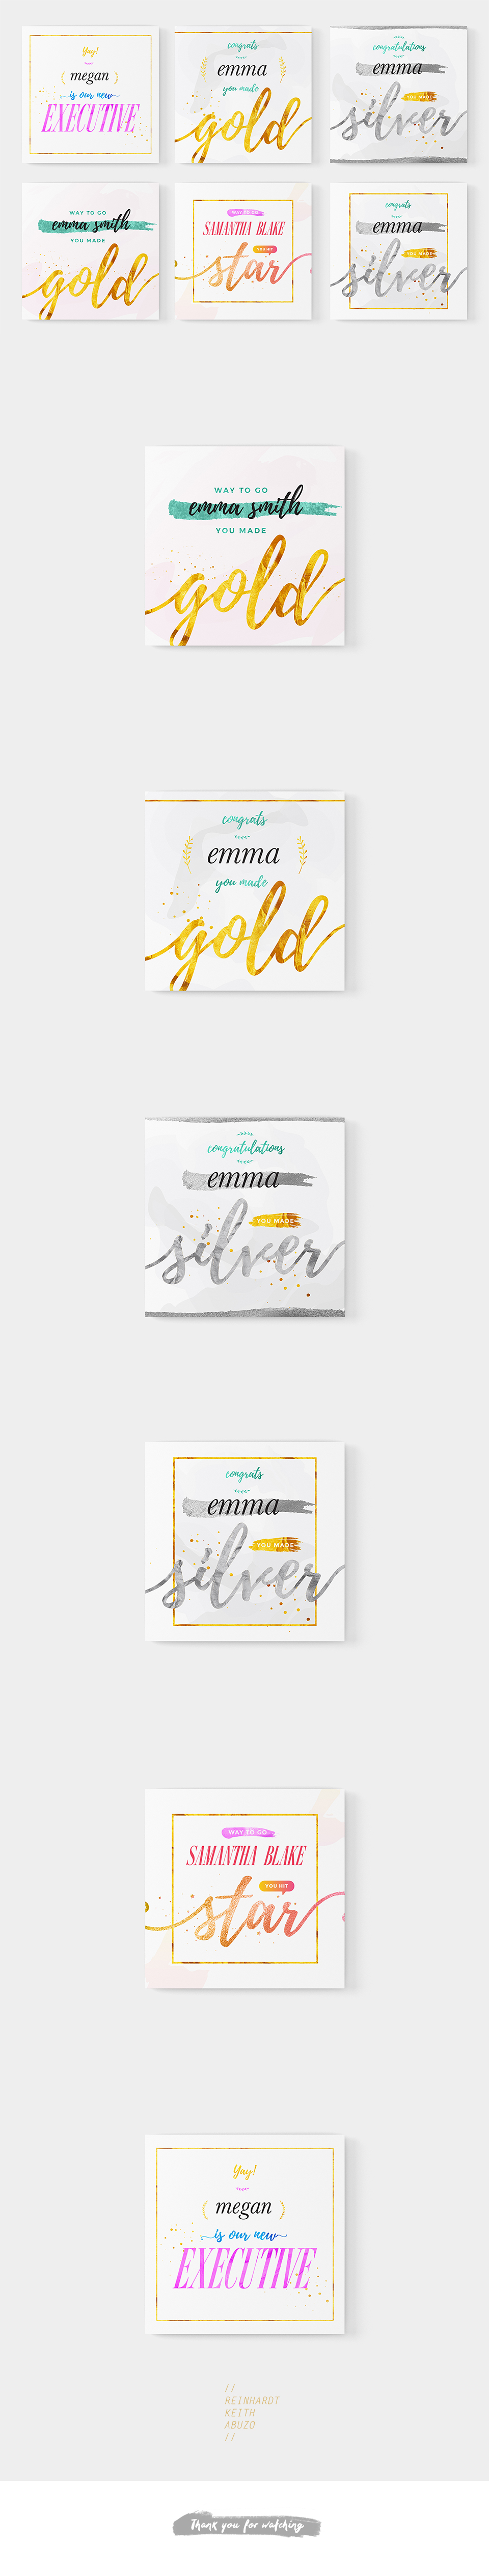 Yay!
megan
is our new
EXECUTIVE
congrats
emma
you made
gold
congratulations
emma
YOU MADE
silver
WAY TO GO
emma smith
YOU MADE
gold
WAY TO GO
SAMANTHA BLAKE
YOU HIT
star
congrats
emma
YOU MADE
silver
WAY TO GO
emma smith
YOU MADE
gold
congrats
emma
you made
gold
congratulations
emma
YOU MADE
silver
congrats
emma
YOU MADE
silver
WAY TO GO
SAMANTHA BLAKE
YOU HIT
star
Yay!
megan
is our new
EXECUTIVE
//
REINHARDT
KEITH
ABUZO
//
Thank you for watching